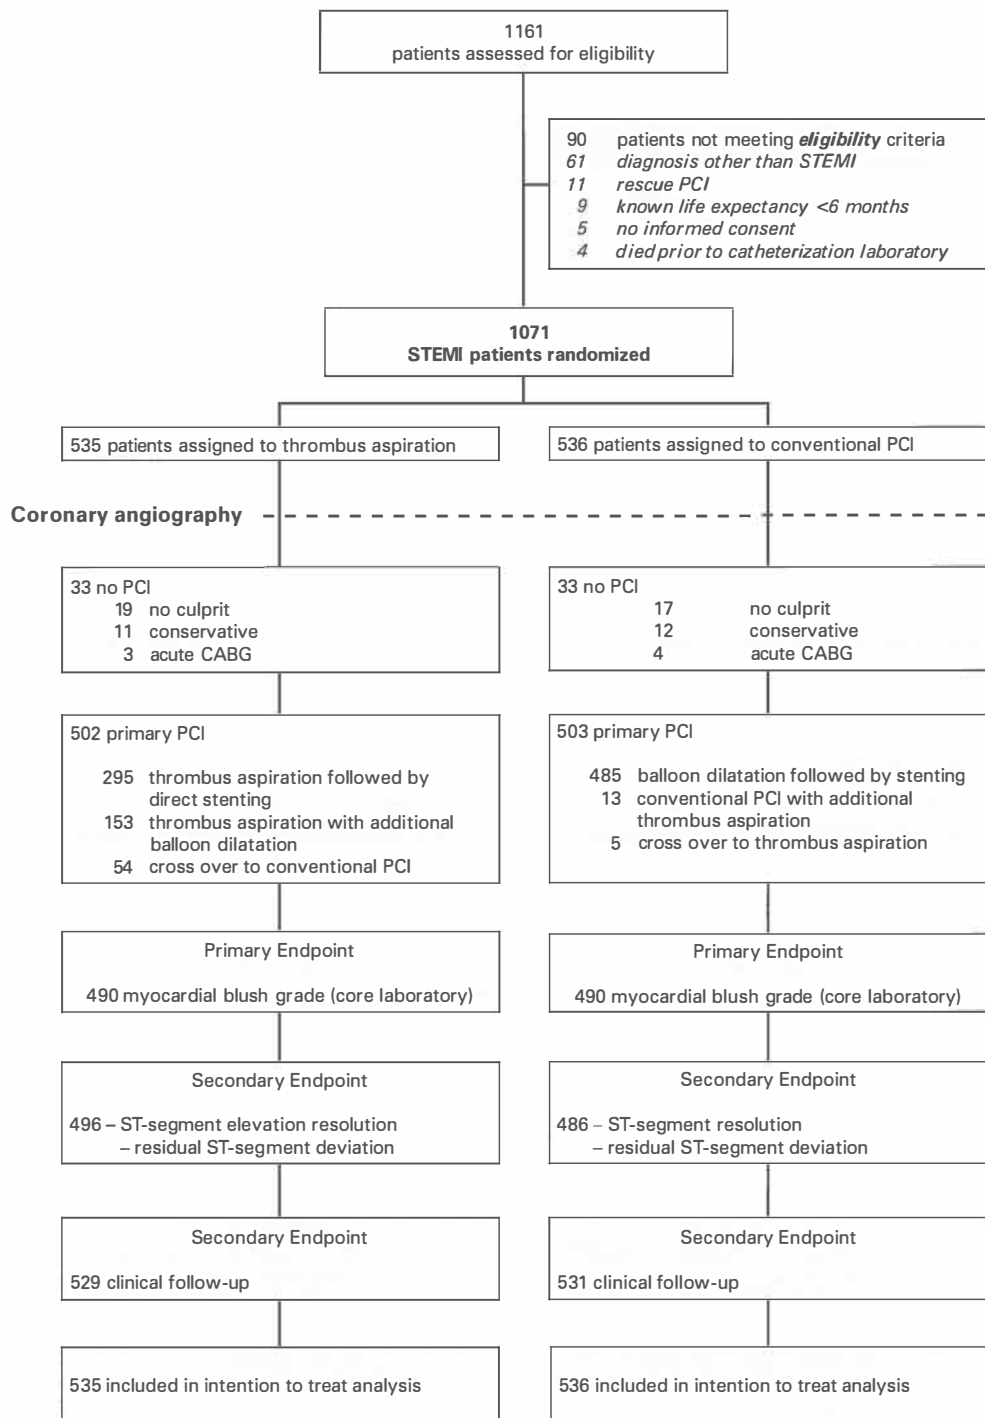 1161
patients assessed for eligibility
90 patients not meeting eligibility criteria
61 diagnosis other than STEMI
11 rescue PCI
9 known life expectancy <6 months
5 no informed consent
4 died prior to catheterization laboratory
1071
STEMI patients randomized
535 patients assigned to thrombus aspiration
536 patients assigned to conventional PCI
Coronary angiography
33 no PCI
19 no culprit
11 conservative
3 acute CABG
33 no PCI
17 no culprit
12 conservative
4 acute CABG
502 primary PCI
295 thrombus aspiration followed by
direct stenting
153 thrombus aspiration with additional
balloon dilatation
54 cross over to conventional PCI
503 primary PCI
485 balloon dilatation followed by stenting
13 conventional PCI with additional
thrombus aspiration
5 cross over to thrombus aspiration
Primary Endpoint
490 myocardial blush grade (core laboratory)
Primary Endpoint
490 myocardial blush grade (core laboratory)
Secondary Endpoint
496 – ST-segment elevation resolution
– residual ST-segment deviation
Secondary Endpoint
486 – ST-segment resolution
– residual ST-segment deviation
Secondary Endpoint
529 clinical follow-up
Secondary Endpoint
531 clinical follow-up
535 included in intention to treat analysis
536 included in intention to treat analysis